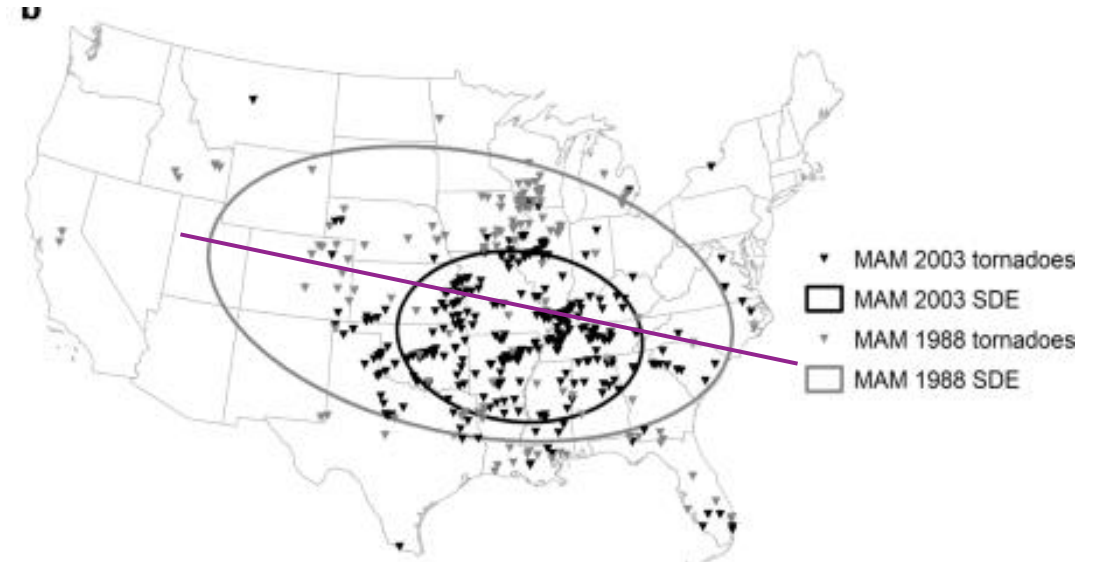 b
MAM 2003 tornadoes
MAM 2003 SDE
MAM 1988 tornadoes
MAM 1988 SDE